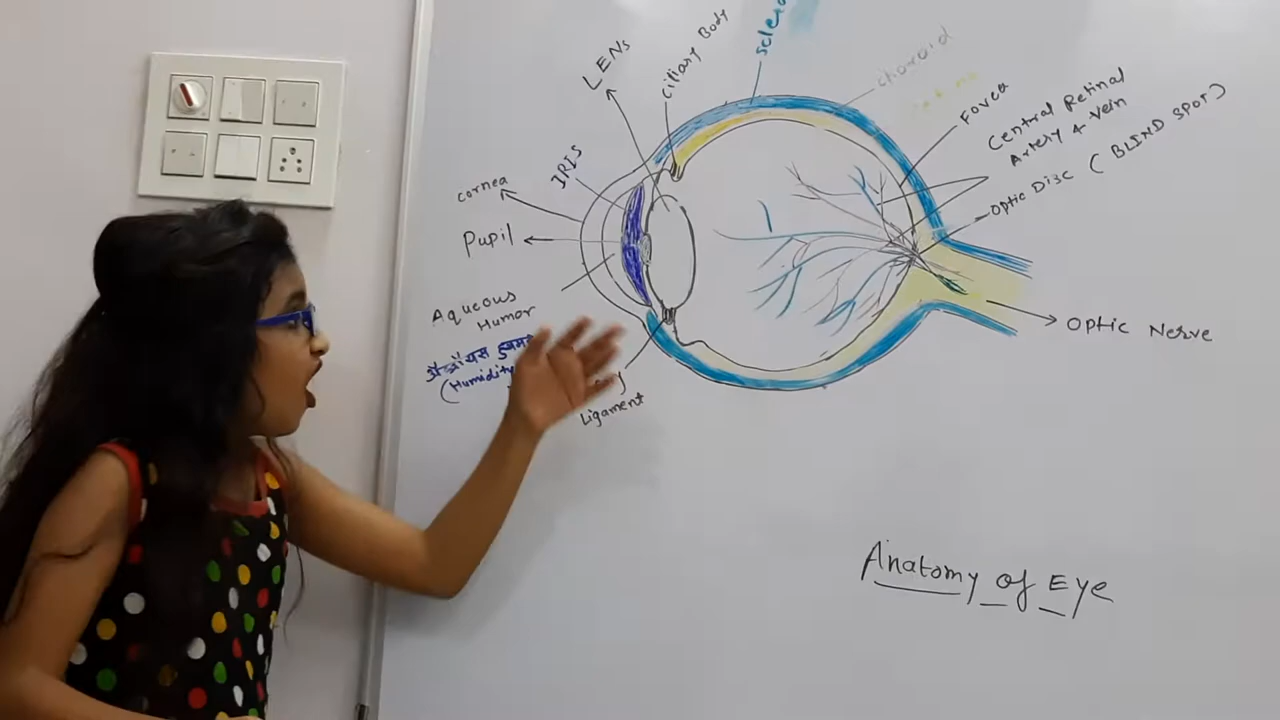 LENs
cillary Body
sclera
choroid
Fovea
Central Retinal
Artery & Vein
Optic Disc ( BLIND SPOT )
IRIS
cornea
Pupil
Aqueous
Humor
(Humidity
Ligament
Optic Nerve
Anatomy of Eye